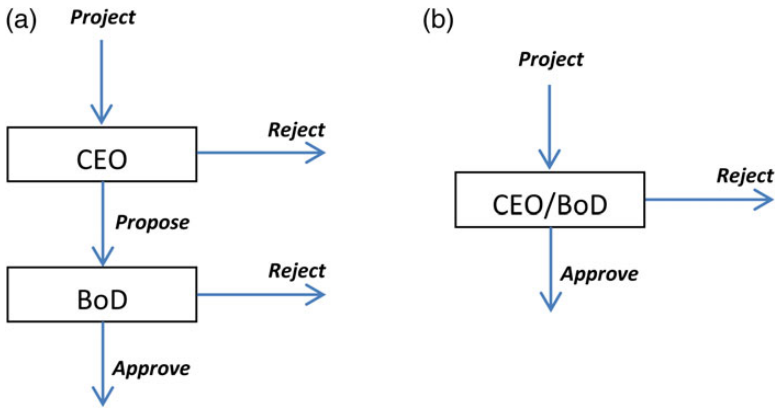 (a)
Project
CEO
Reject
Propose
BoD
Reject
Approve
(b)
Project
CEO/BoD
Reject
Approve